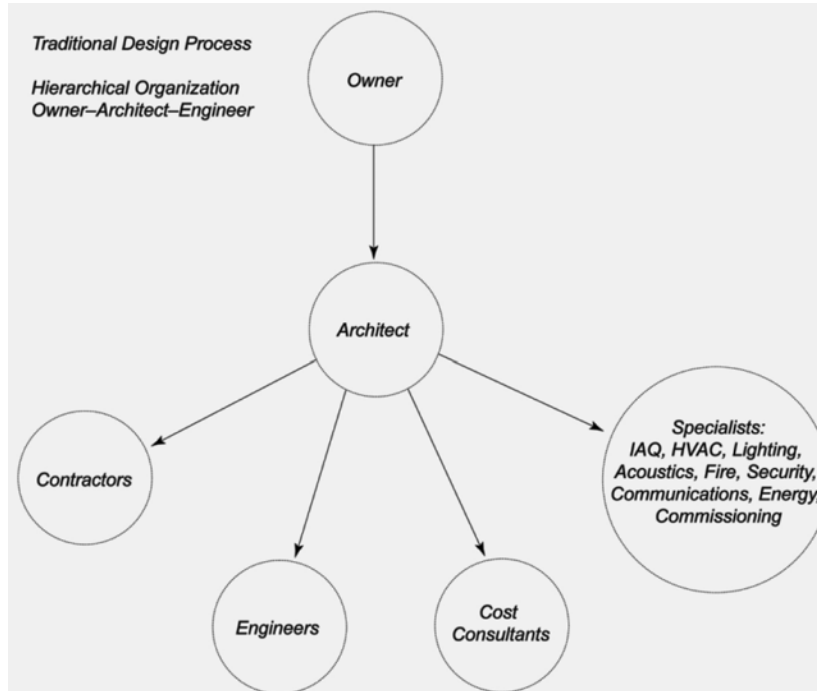 Traditional Design Process
Hierarchical Organization
Owner–Architect–Engineer
Owner
Architect
Contractors
Engineers
Cost
Consultants
Specialists:
IAQ, HVAC, Lighting,
Acoustics, Fire, Security,
Communications, Energy,
Commissioning